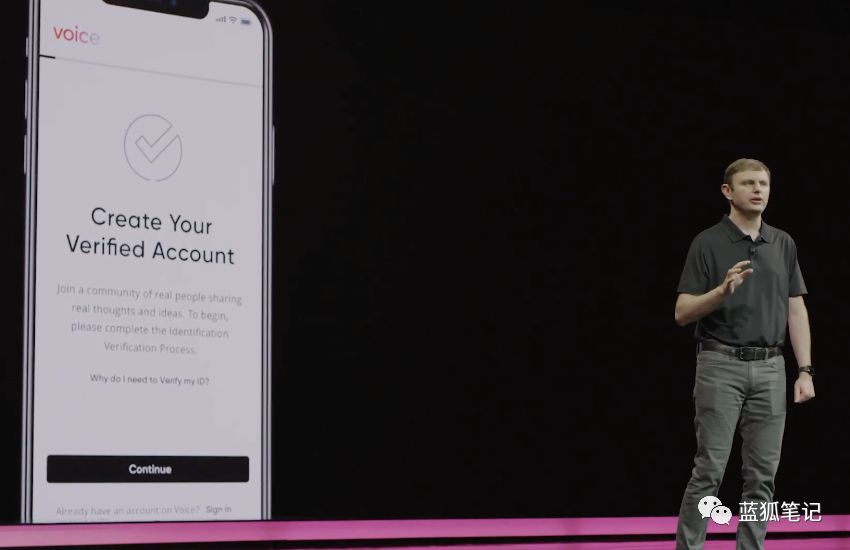 voice
Create Your
Verified Account
Join a community of real people sharing
real thoughts and ideas. To begin,
please complete the Identification
Verification Process.
Why do I need to Verify my ID?
Continue
Already have an account on Voice? Sign in
蓝狐笔记